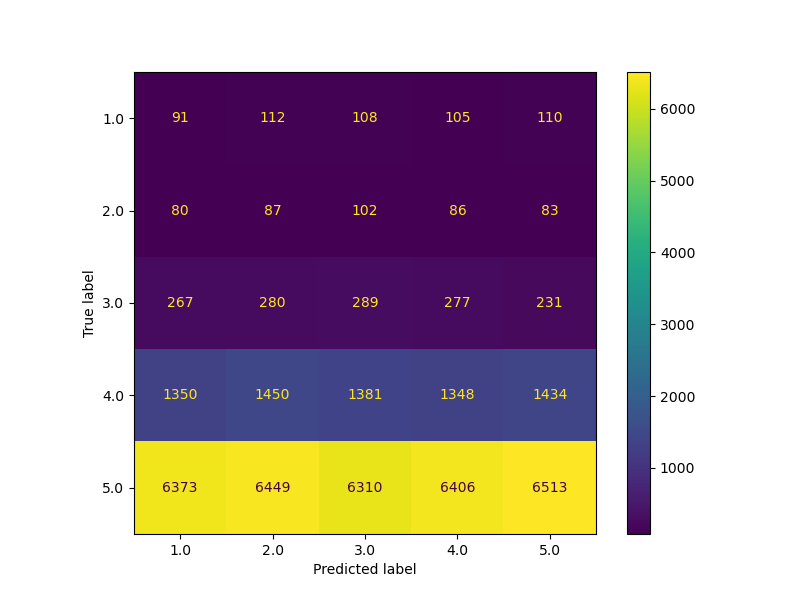 1.0 91 112 108 105 110
2.0 80 87 102 86 83
3.0 267 280 289 277 231
4.0 1350 1450 1381 1348 1434
5.0 6373 6449 6310 6406 6513
1.0 2.0 3.0 4.0 5.0
Predicted label
True label
6000
5000
4000
3000
2000
1000